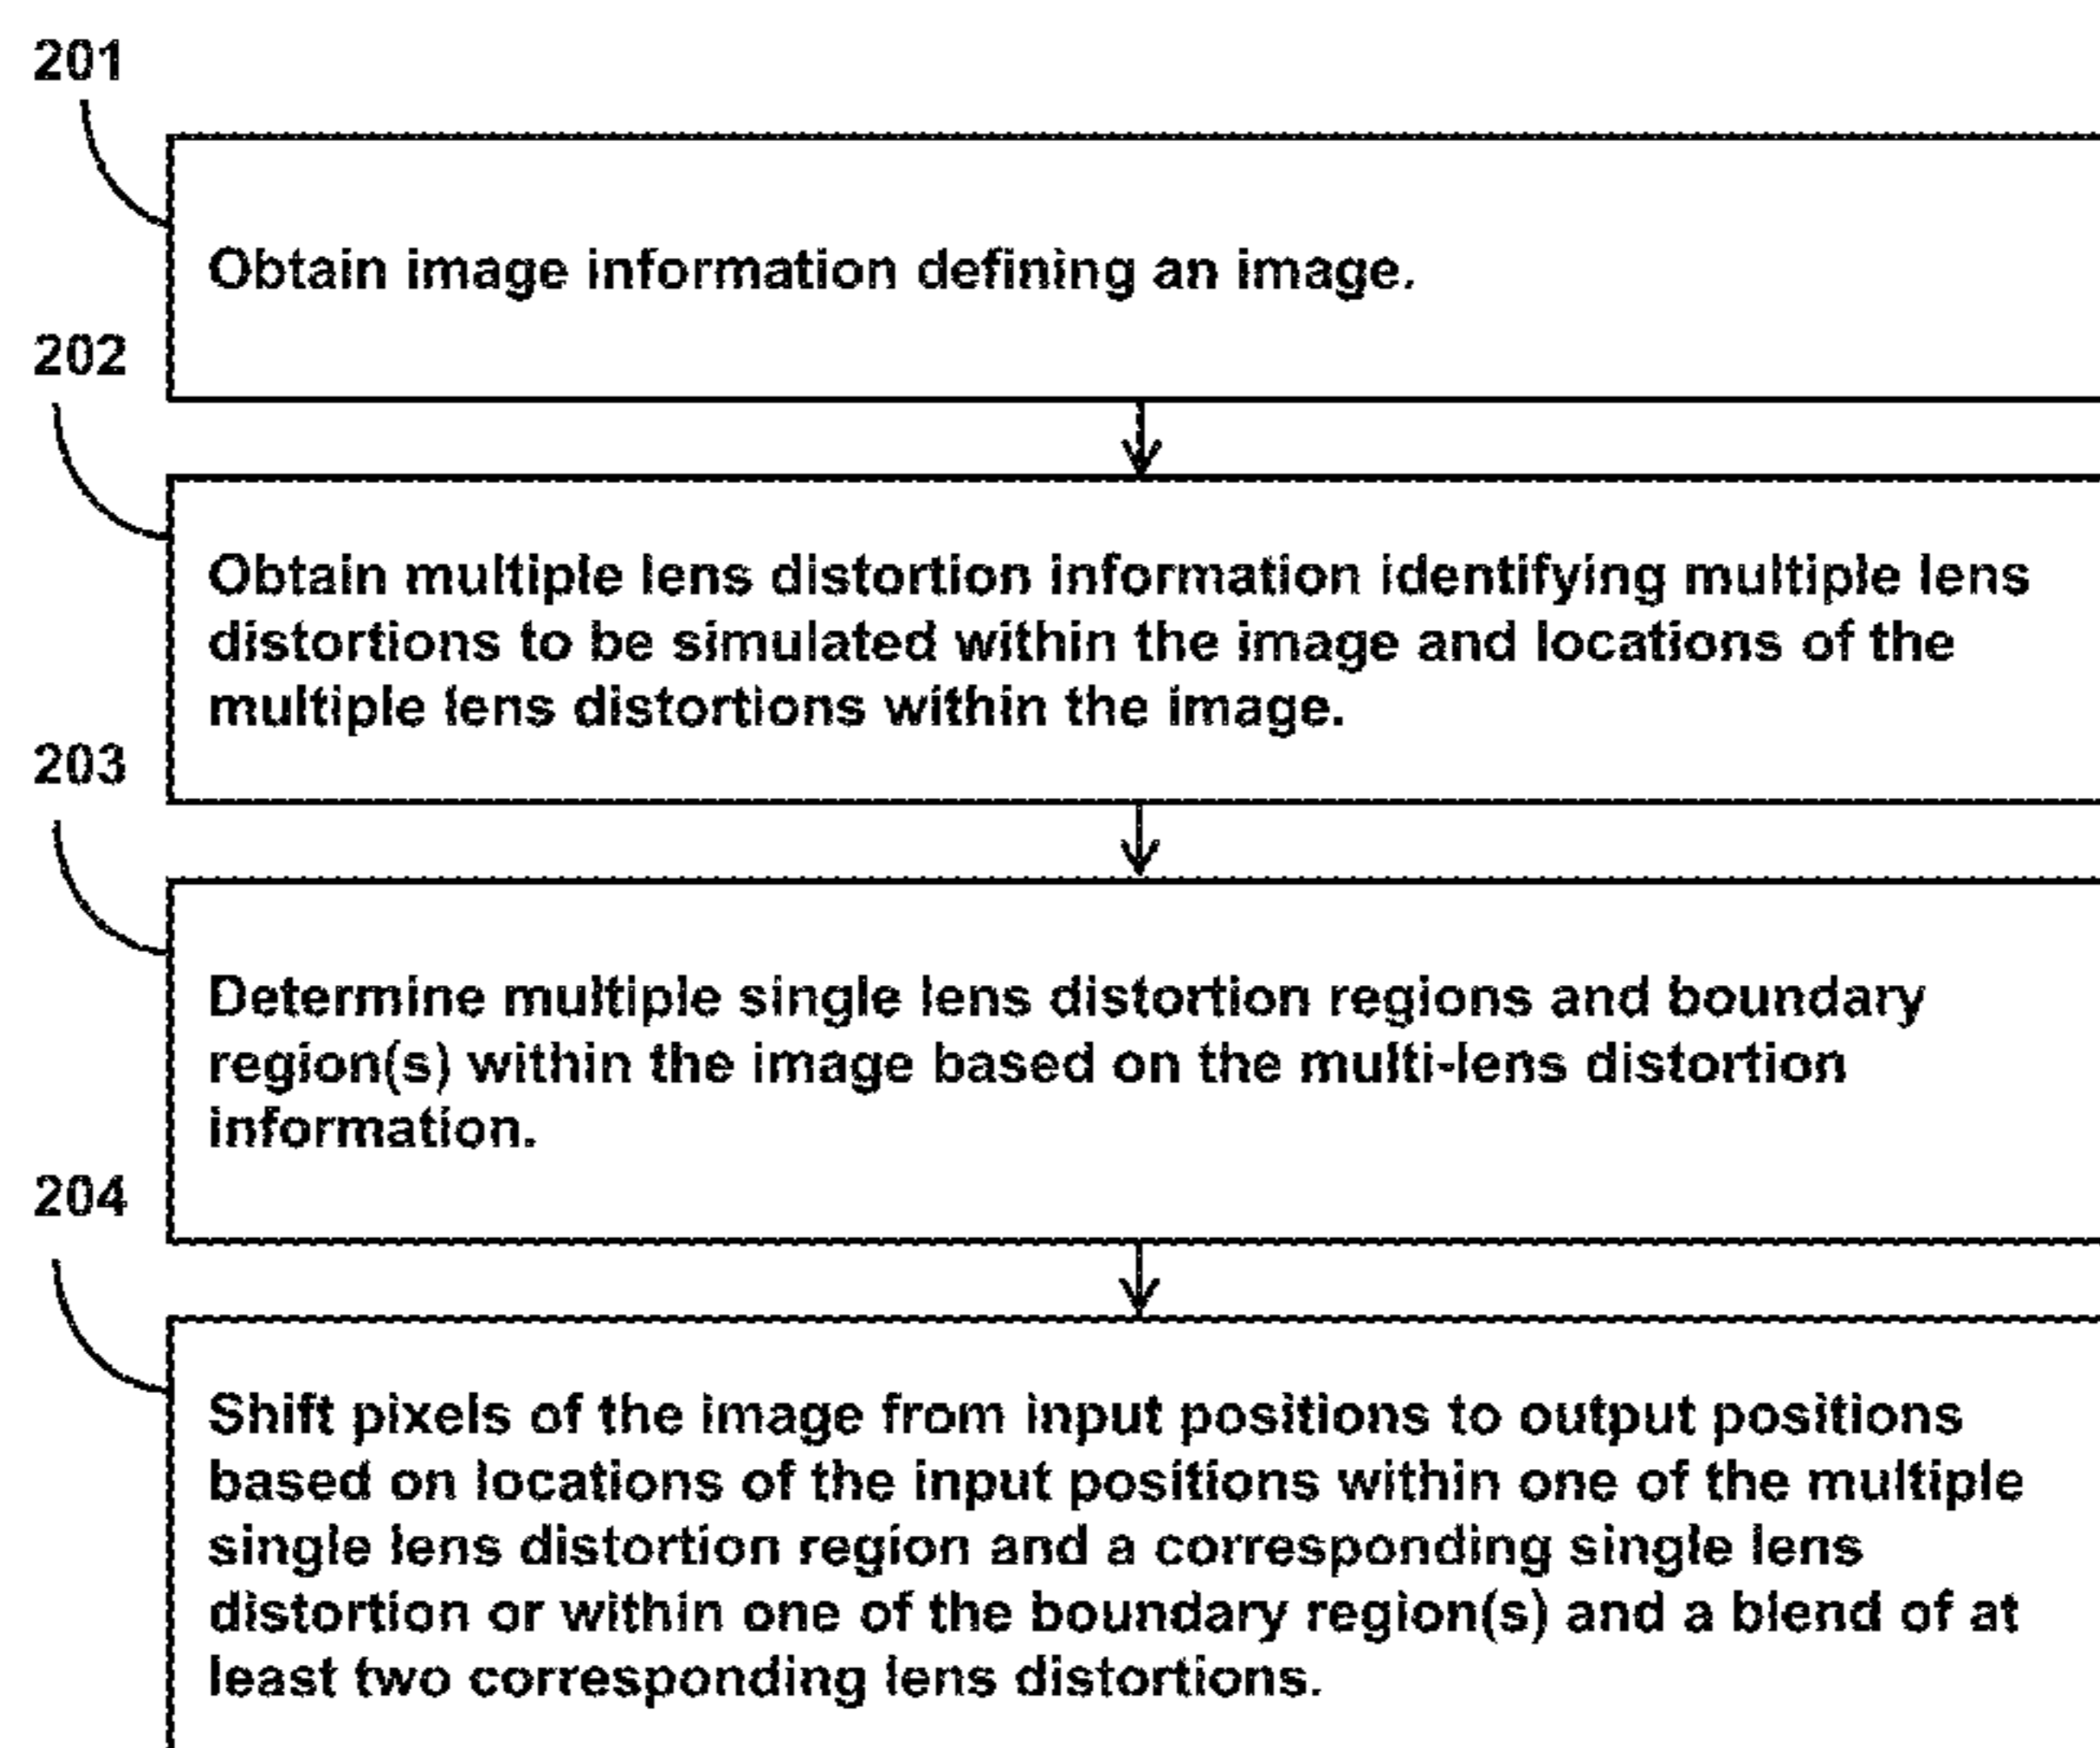 201
Obtain image information defining an image.
202
Obtain multiple lens distortion information identifying multiple lens
distortions to be simulated within the image and locations of the
multiple lens distortions within the image.
203
Determine multiple single lens distortion regions and boundary
region(s) within the image based on the multi-lens distortion
information.
204
Shift pixels of the image from input positions to output positions
based on locations of the input positions within one of the multiple
single lens distortion region and a corresponding single lens
distortion or within one of the boundary region(s) and a blend of at
least two corresponding lens distortions.